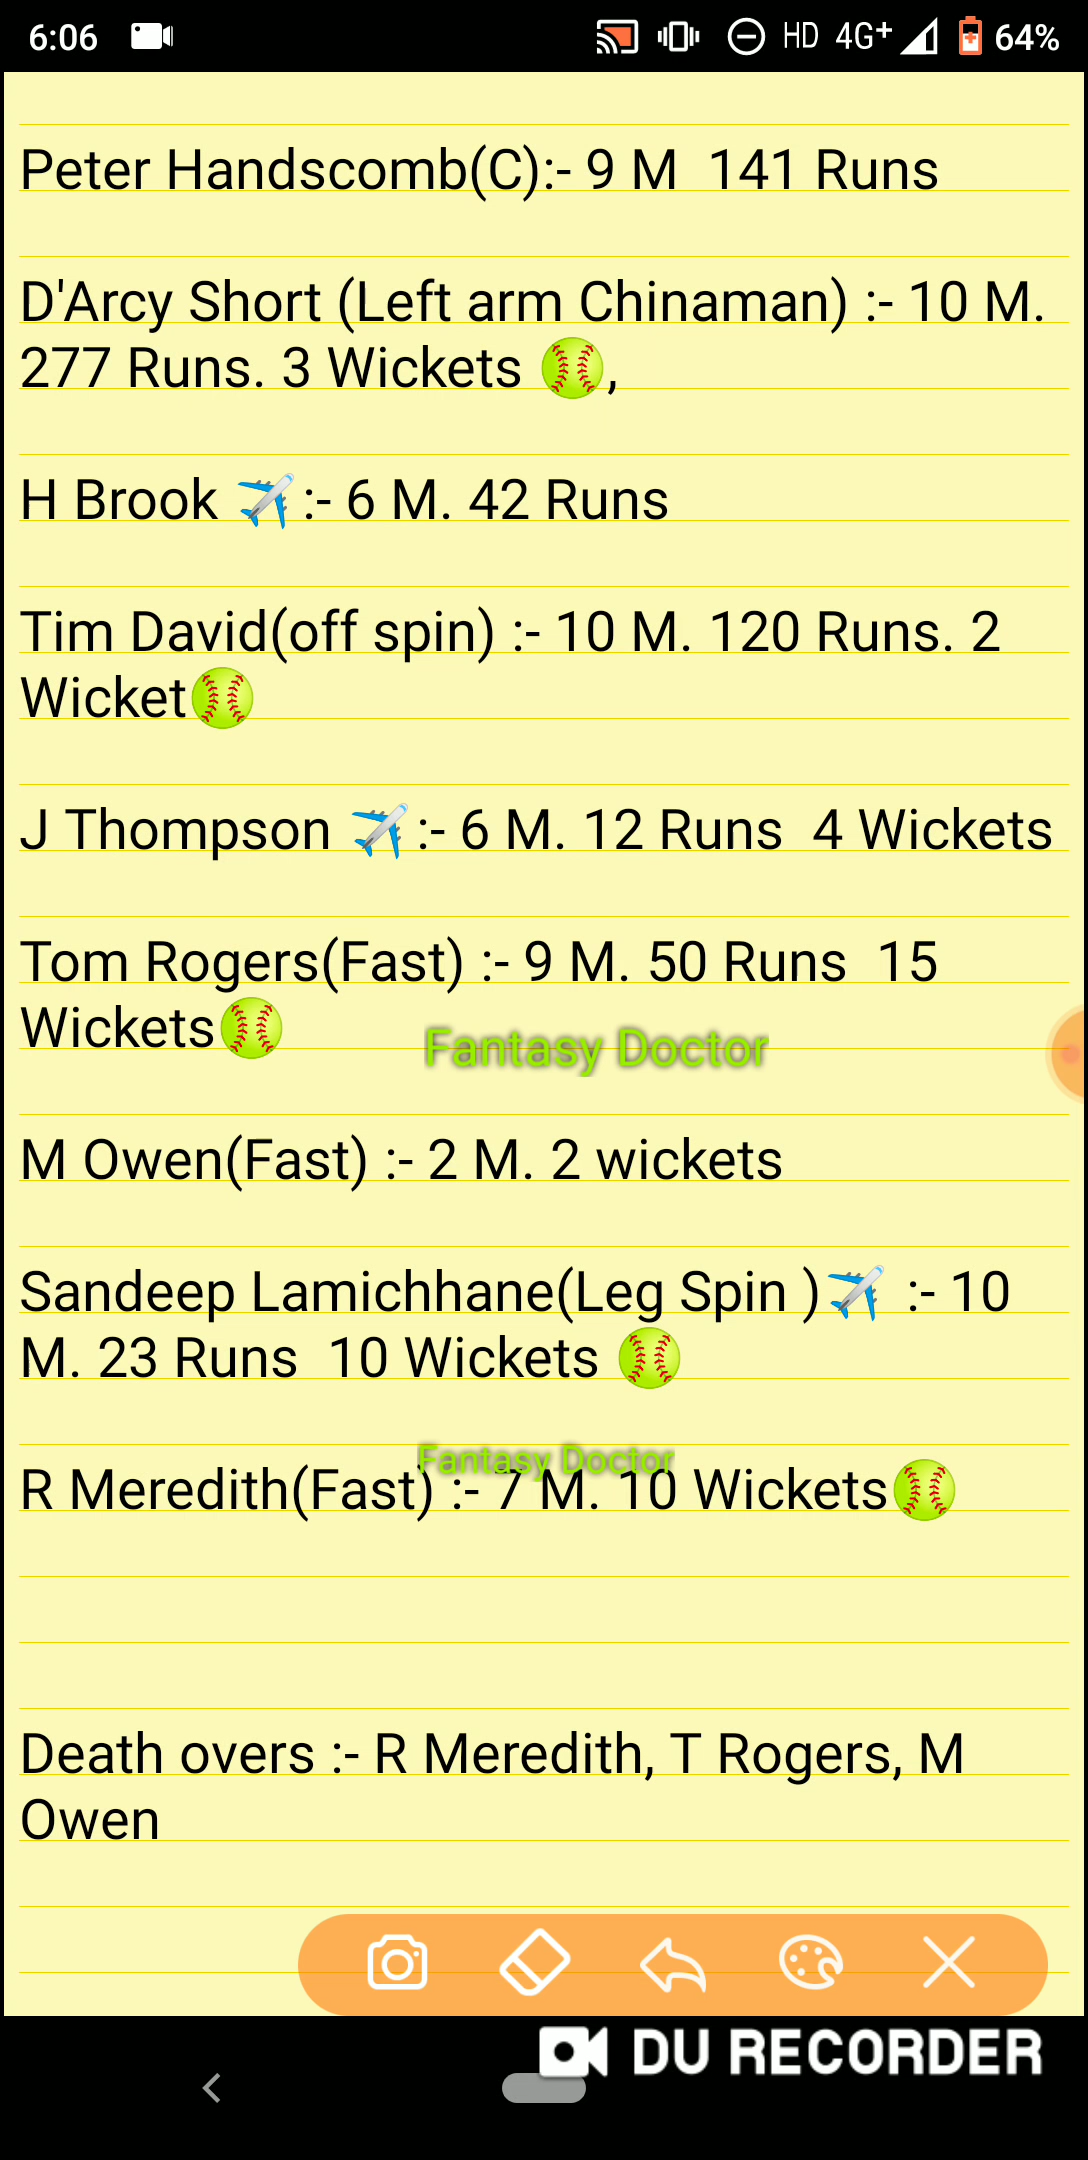 6:06 HD 4G+ 64%
Peter Handscomb(C):- 9 M  141 Runs
D'Arcy Short (Left arm Chinaman) :- 10 M.
277 Runs. 3 Wickets 🥎,
H Brook ✈️:- 6 M. 42 Runs
Tim David(off spin) :- 10 M. 120 Runs. 2
Wicket🥎
J Thompson ✈️:- 6 M. 12 Runs  4 Wickets
Tom Rogers(Fast) :- 9 M. 50 Runs  15
Wickets🥎
Fantasy Doctor
M Owen(Fast) :- 2 M. 2 wickets
Sandeep Lamichhane(Leg Spin )✈️ :- 10
M. 23 Runs  10 Wickets 🥎
Fantasy Doctor
R Meredith(Fast) :- 7 M. 10 Wickets🥎
Death overs :- R Meredith, T Rogers, M
Owen
DU RECORDER